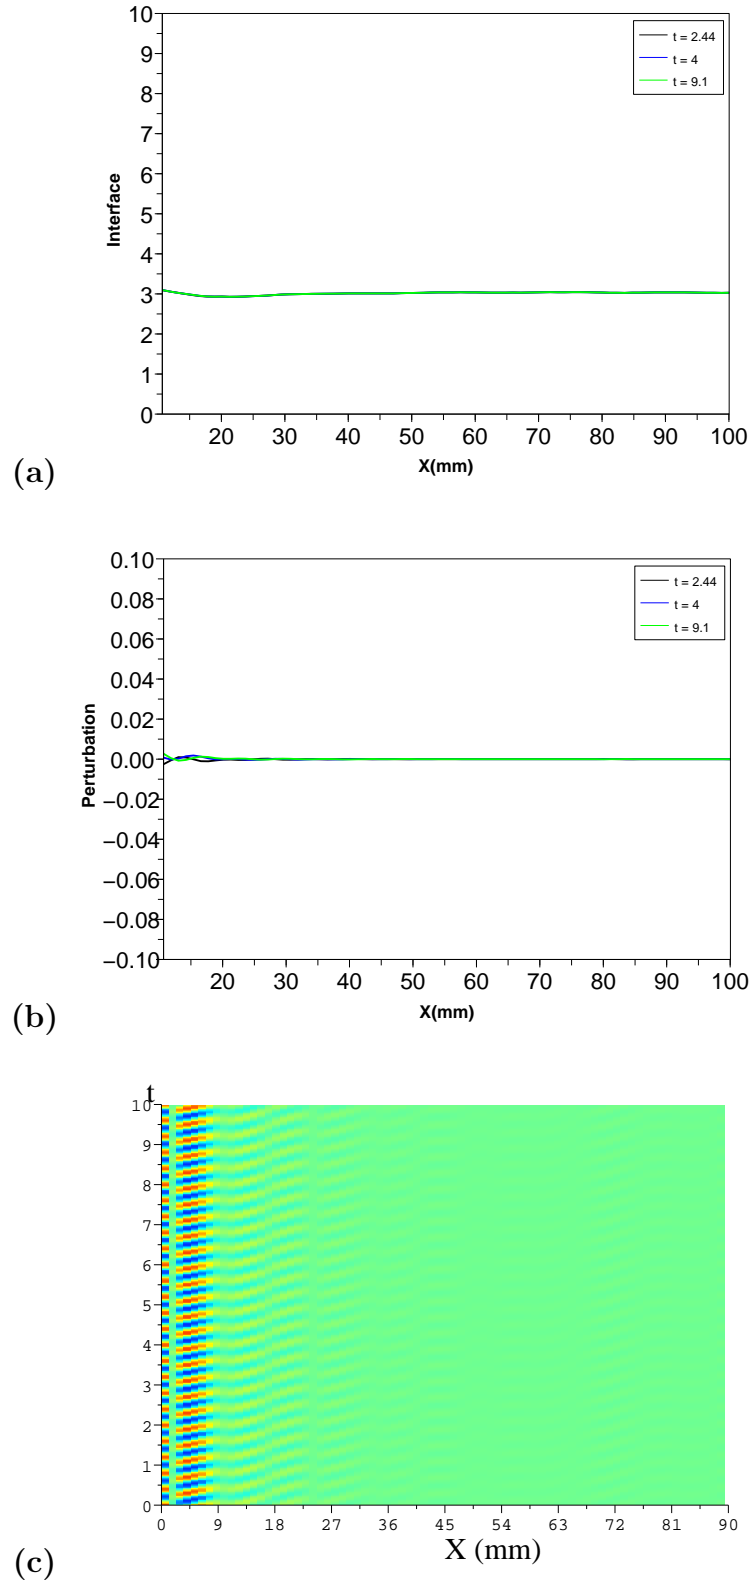 10
9
8
7
6
5
4
3
2
1
0
Interface
t = 2.44
t = 4
t = 9.1
20 30 40 50 60 70 80 90 100
X(mm)
(a)
0.10
0.08
0.06
0.04
0.02
0.00
−0.02
−0.04
−0.06
−0.08
−0.10
Perturbation
t = 2.44
t = 4
t = 9.1
20 30 40 50 60 70 80 90 100
X(mm)
(b)
t
10
9
8
7
6
5
4
3
2
1
0
0 9 18 27 36 45 54 63 72 81 90
X (mm)
(c)